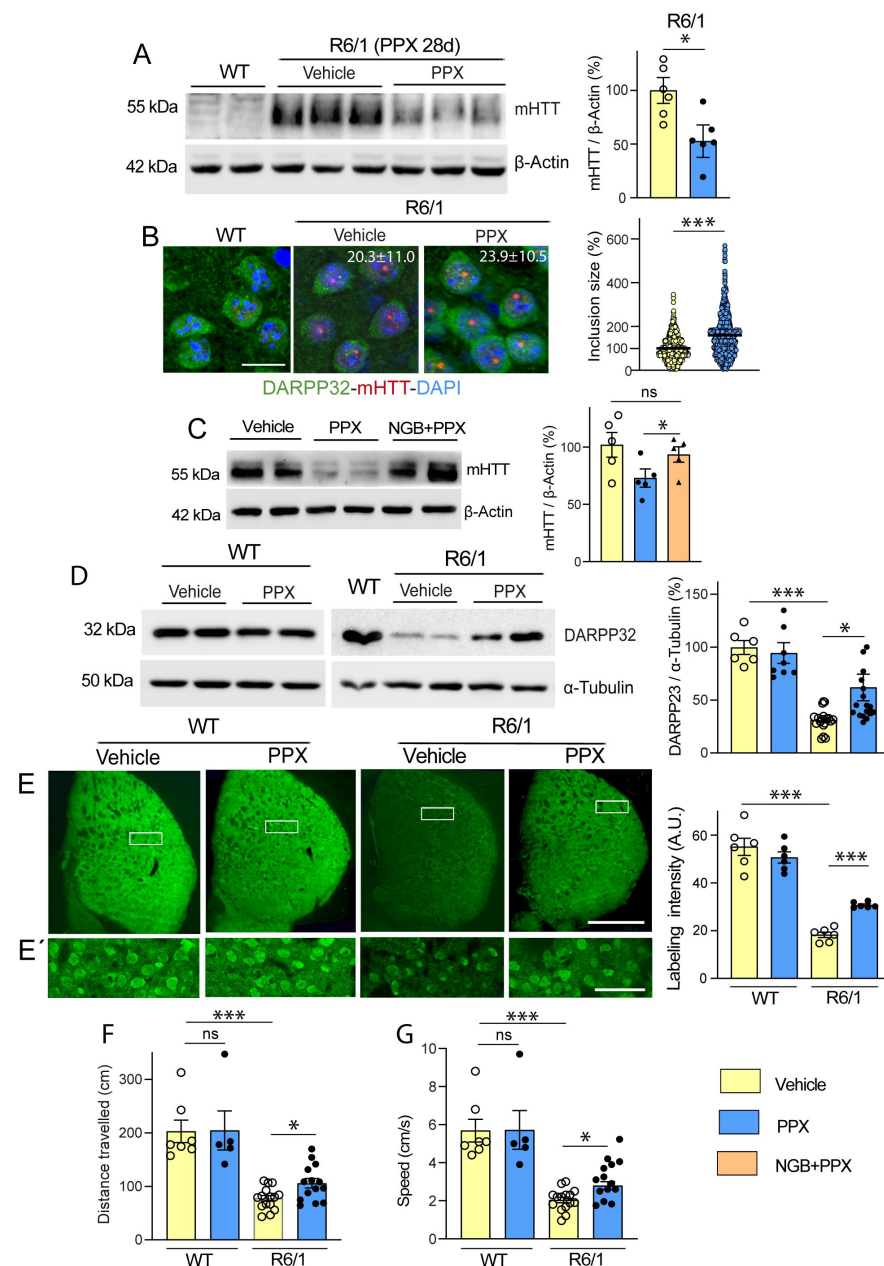 A
R6/1 (PPX 28d)
WT
Vehicle
PPX
55 kDa
mHTT
42 kDa
β-Actin
R6/1
*
mHTT / β-Actin (%)
100
50
0
B
R6/1
WT
Vehicle
PPX
20.3±11.0
23.9±10.5
DARPP32-mHTT-DAPI
***
Inclusion size (%)
600
400
200
100
0
C
Vehicle
PPX
NGB+PPX
55 kDa
mHTT
42 kDa
β-Actin
ns
*
mHTT / β-Actin (%)
100
50
0
D
WT
Vehicle
PPX
WT
R6/1
Vehicle
PPX
32 kDa
DARPP32
50 kDa
α-Tubulin
***
*
DARPP23 / α-Tubulin (%)
150
100
50
0
E
WT
R6/1
Vehicle
PPX
Vehicle
PPX
E´
***
***
Labeling intensity (A.U.)
60
40
20
0
WT
R6/1
F
***
ns
*
Distance travelled (cm)
300
200
100
0
WT
R6/1
G
***
ns
*
Speed (cm/s)
10
8
6
4
2
0
WT
R6/1
Vehicle
PPX
NGB+PPX